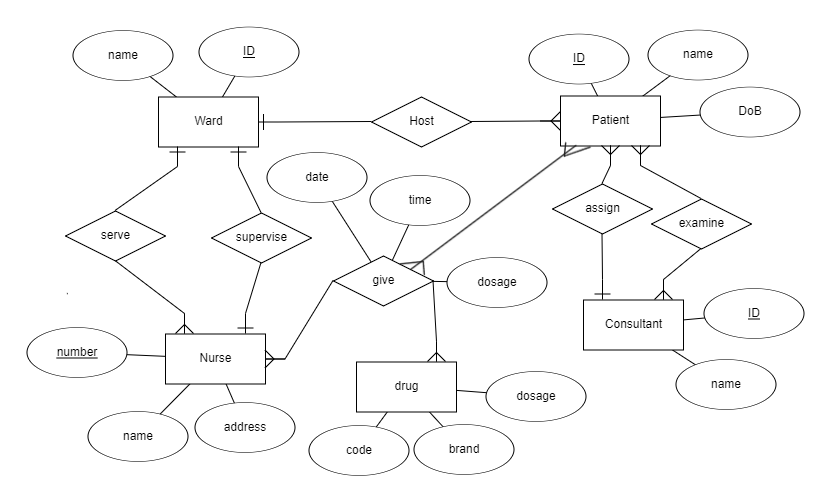 name
ID
ID
name
Ward
Host
Patient
DoB
date
time
serve
supervise
assign
examine
give
dosage
number
Nurse
drug
Consultant
ID
name
address
dosage
name
code
brand